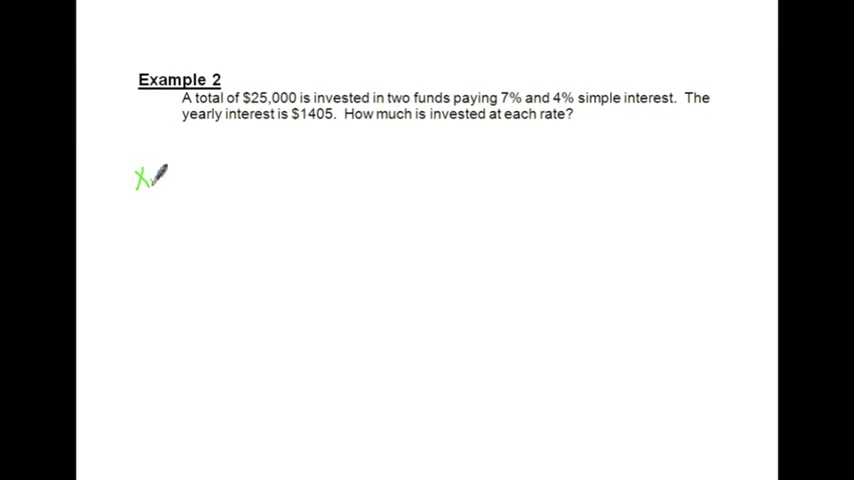 Example 2
A total of $25,000 is invested in two funds paying 7% and 4% simple interest. The
yearly interest is $1405. How much is invested at each rate?
X